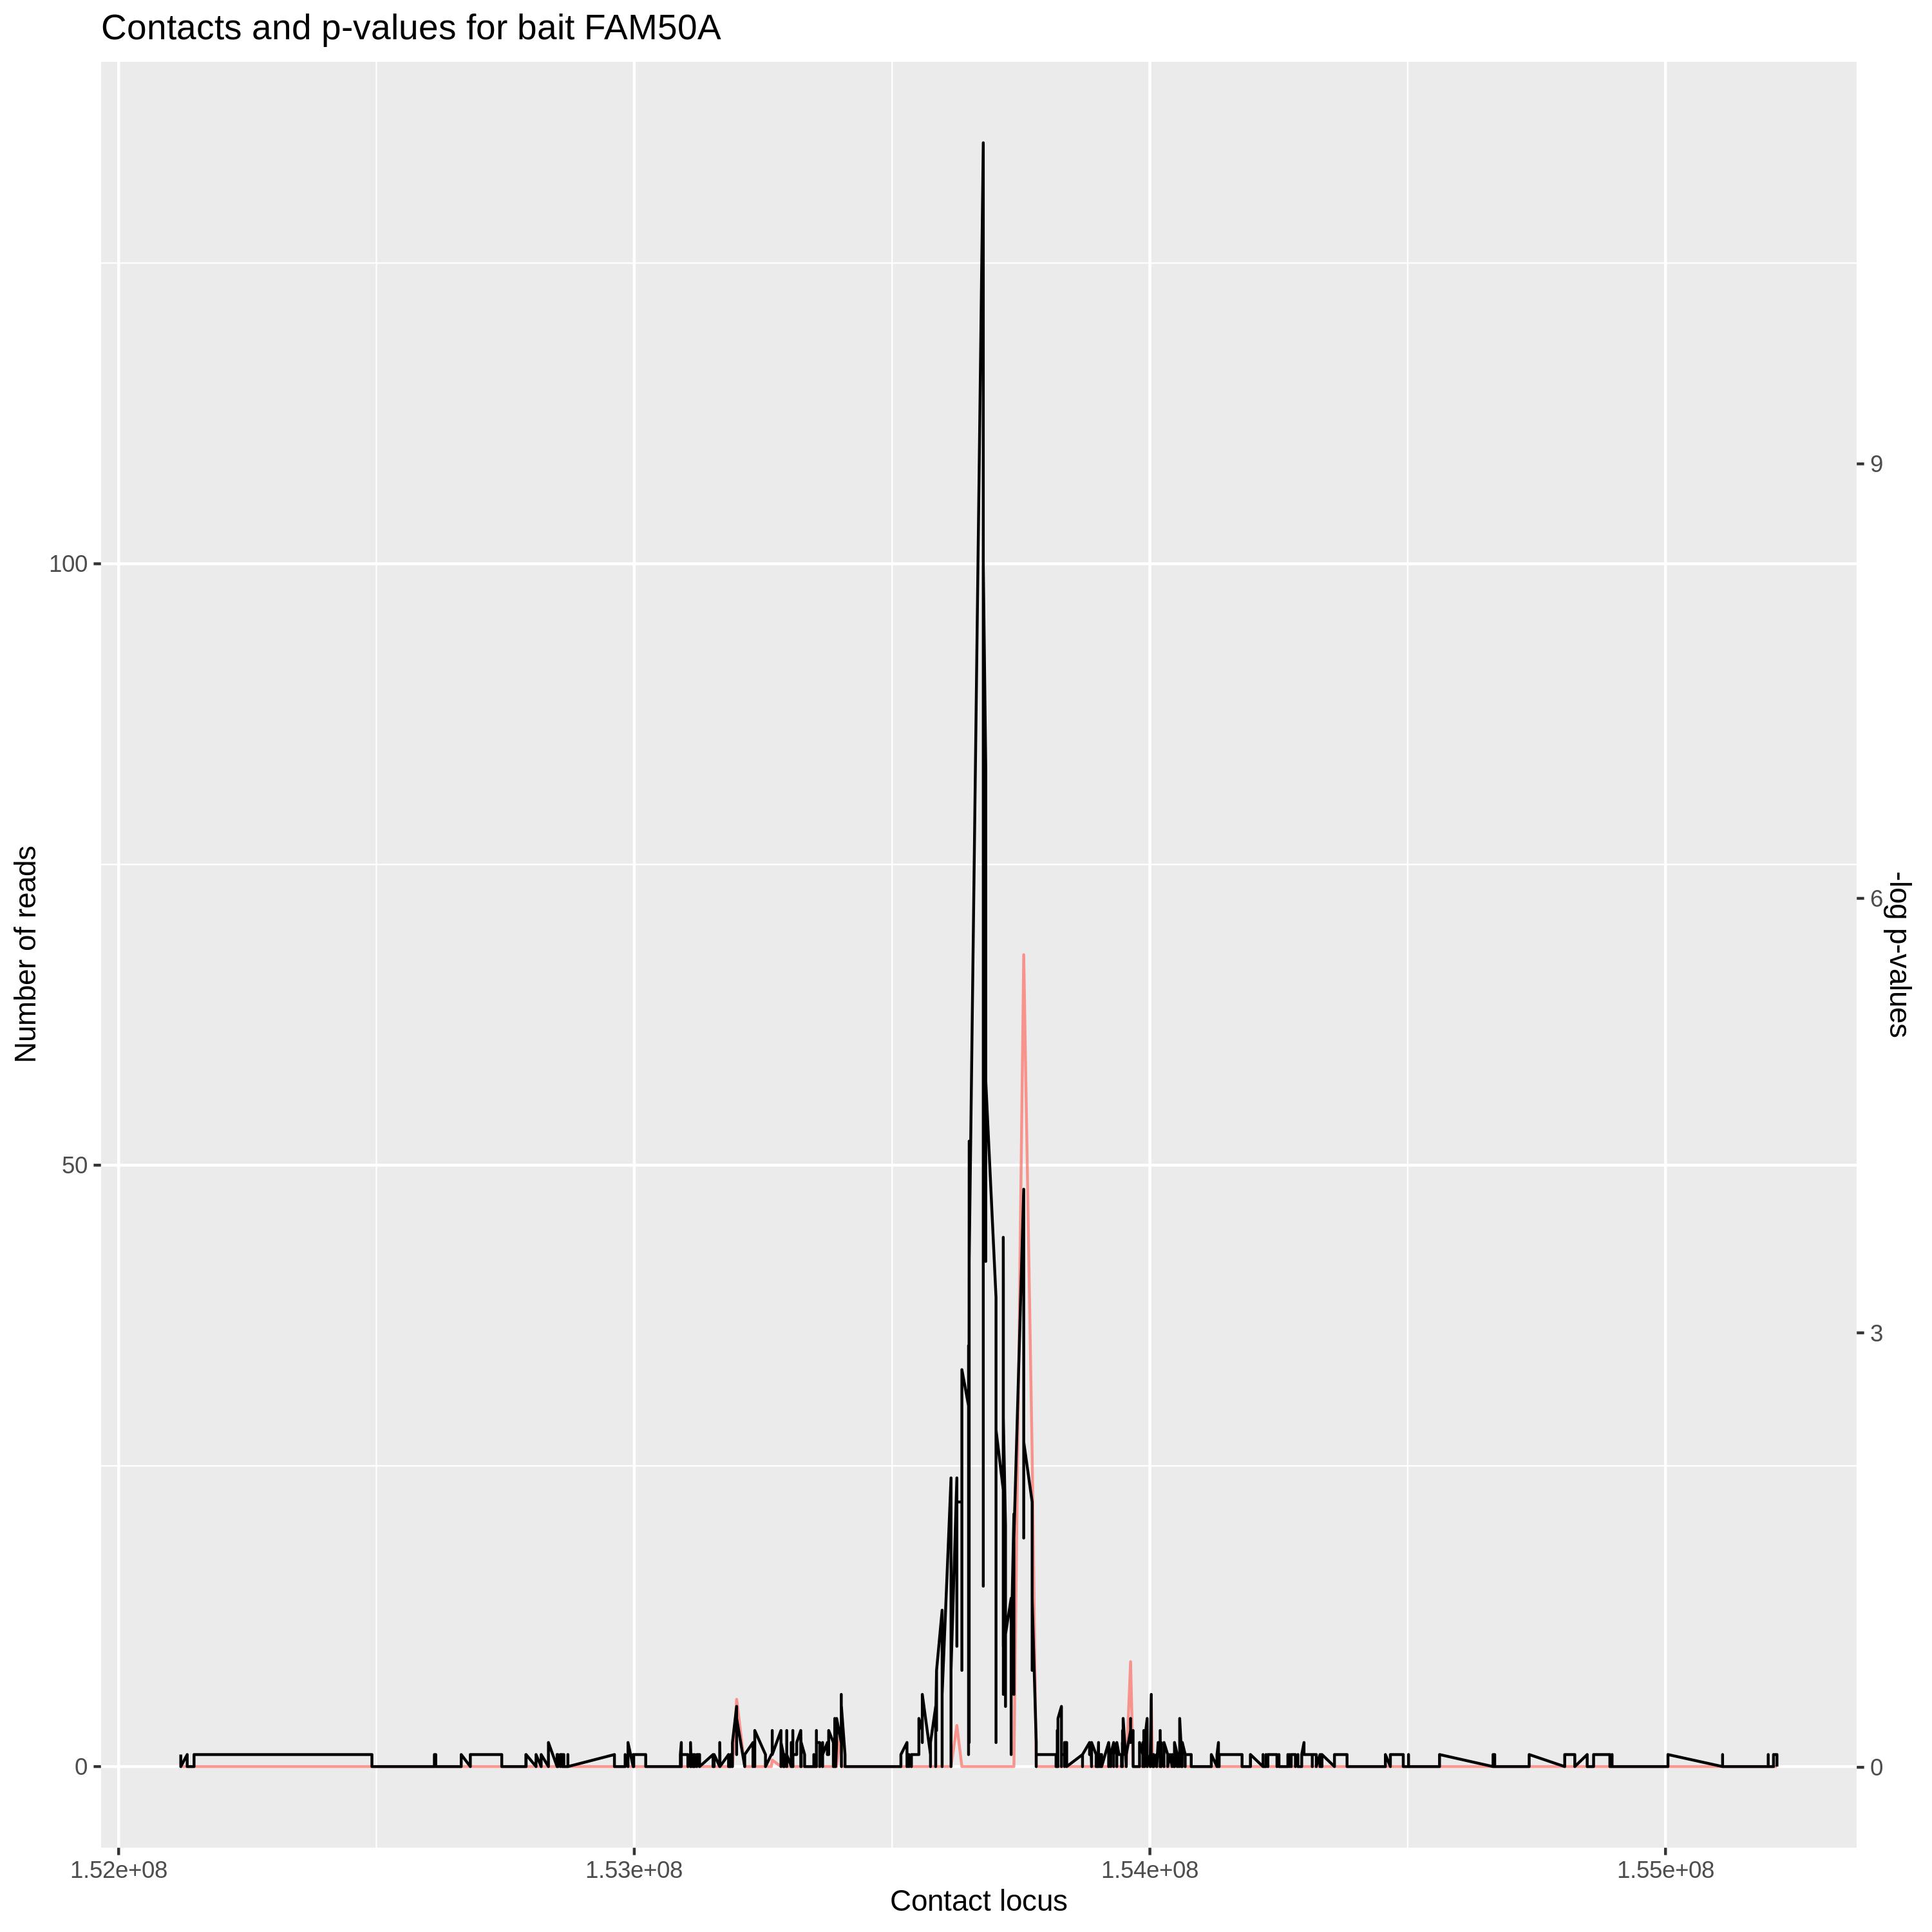 Contacts and p-values for bait FAM50A
Number of reads
100
50
0
9
6
3
0
-log p-values
1.52e+08
1.53e+08
1.54e+08
1.55e+08
Contact locus